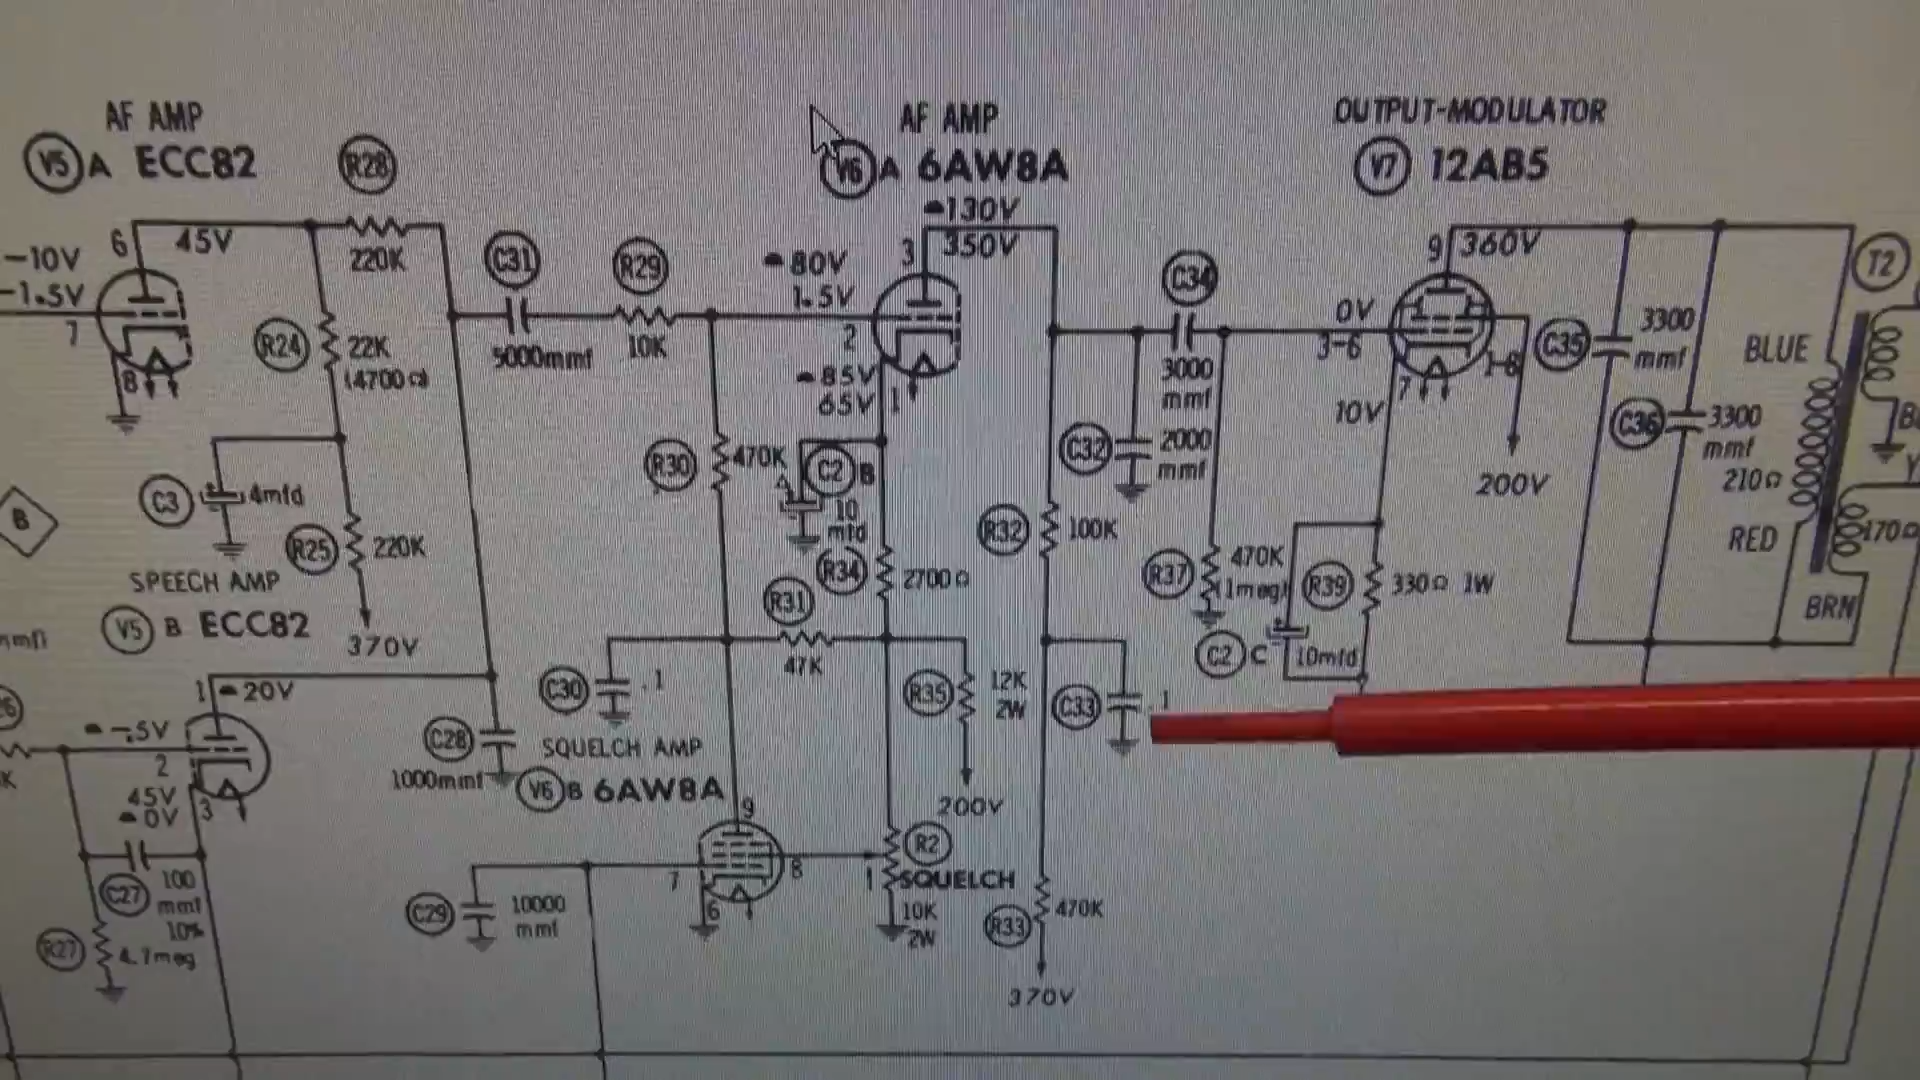 AF AMP
V5 A ECC82
R28
-10V
-1.5V
6
45V
220K
7
8
R24
22K
(4700Ω)
C31
5000mmf
R29
10K
AF AMP
V6 A 6AW8A
-130V
350V
3
-80V
1.5V
2
-85V
65V
1
C34
3000
mmf
OUTPUT-MODULATOR
V7 12AB5
9
360V
0V
3-6
1-8
7
10V
200V
C35
3300
mmf
C36
3300
mmf
T2
BLUE
210Ω
RED
170Ω
BRN
B
C3
4mfd
R25
220K
370V
R30
470K
C2 B
10
mfd
R34
2700Ω
C32
2000
mmf
R32
100K
R37
470K
(1meg)
R39
330Ω 1W
C2 C
10mfd
SPEECH AMP
V5 B ECC82
1
-20V
-.5V
2
45V
-0V
3
K
C27
100
mmf
10%
R27
4.7meg
C28
1000mmf
C30
.1
R31
47K
R35
12K
2W
200V
C33
.1
SQUELCH AMP
V6 B 6AW8A
9
7
8
6
C29
10000
mmf
R2
1
SQUELCH
10K
2W
R33
470K
370V